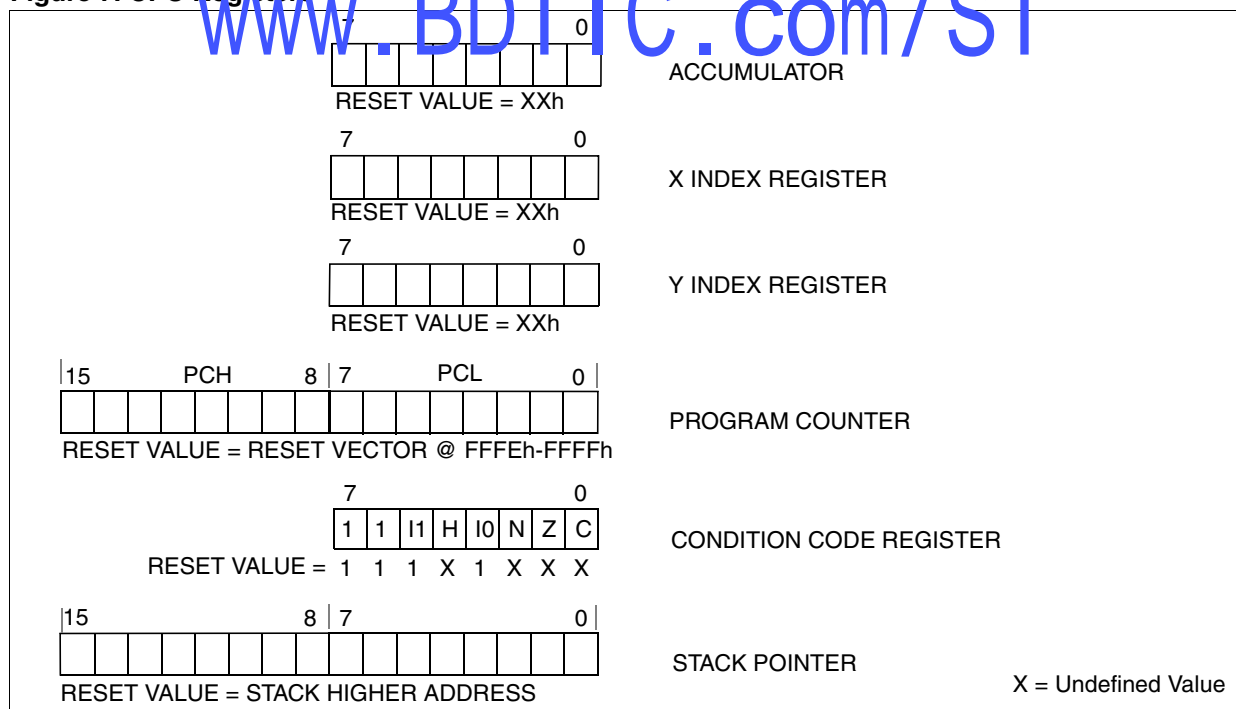 www.BDTIC.com/ST
7 0
ACCUMULATOR
RESET VALUE = XXh
7 0
X INDEX REGISTER
RESET VALUE = XXh
7 0
Y INDEX REGISTER
RESET VALUE = XXh
15 PCH 8 7 PCL 0
PROGRAM COUNTER
RESET VALUE = RESET VECTOR @ FFFEh-FFFFh
7 0
1 1 I1 H I0 N Z C
CONDITION CODE REGISTER
RESET VALUE = 1 1 1 X 1 X X X
15 8 7 0
STACK POINTER
RESET VALUE = STACK HIGHER ADDRESS
X = Undefined Value